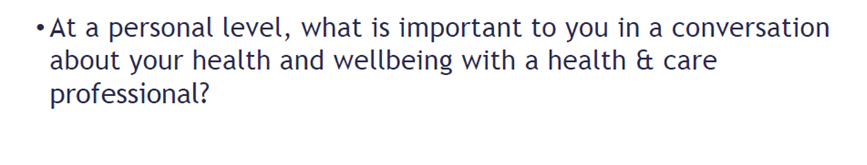 •At a personal level, what is important to you in a conversation
about your health and wellbeing with a health & care
professional?